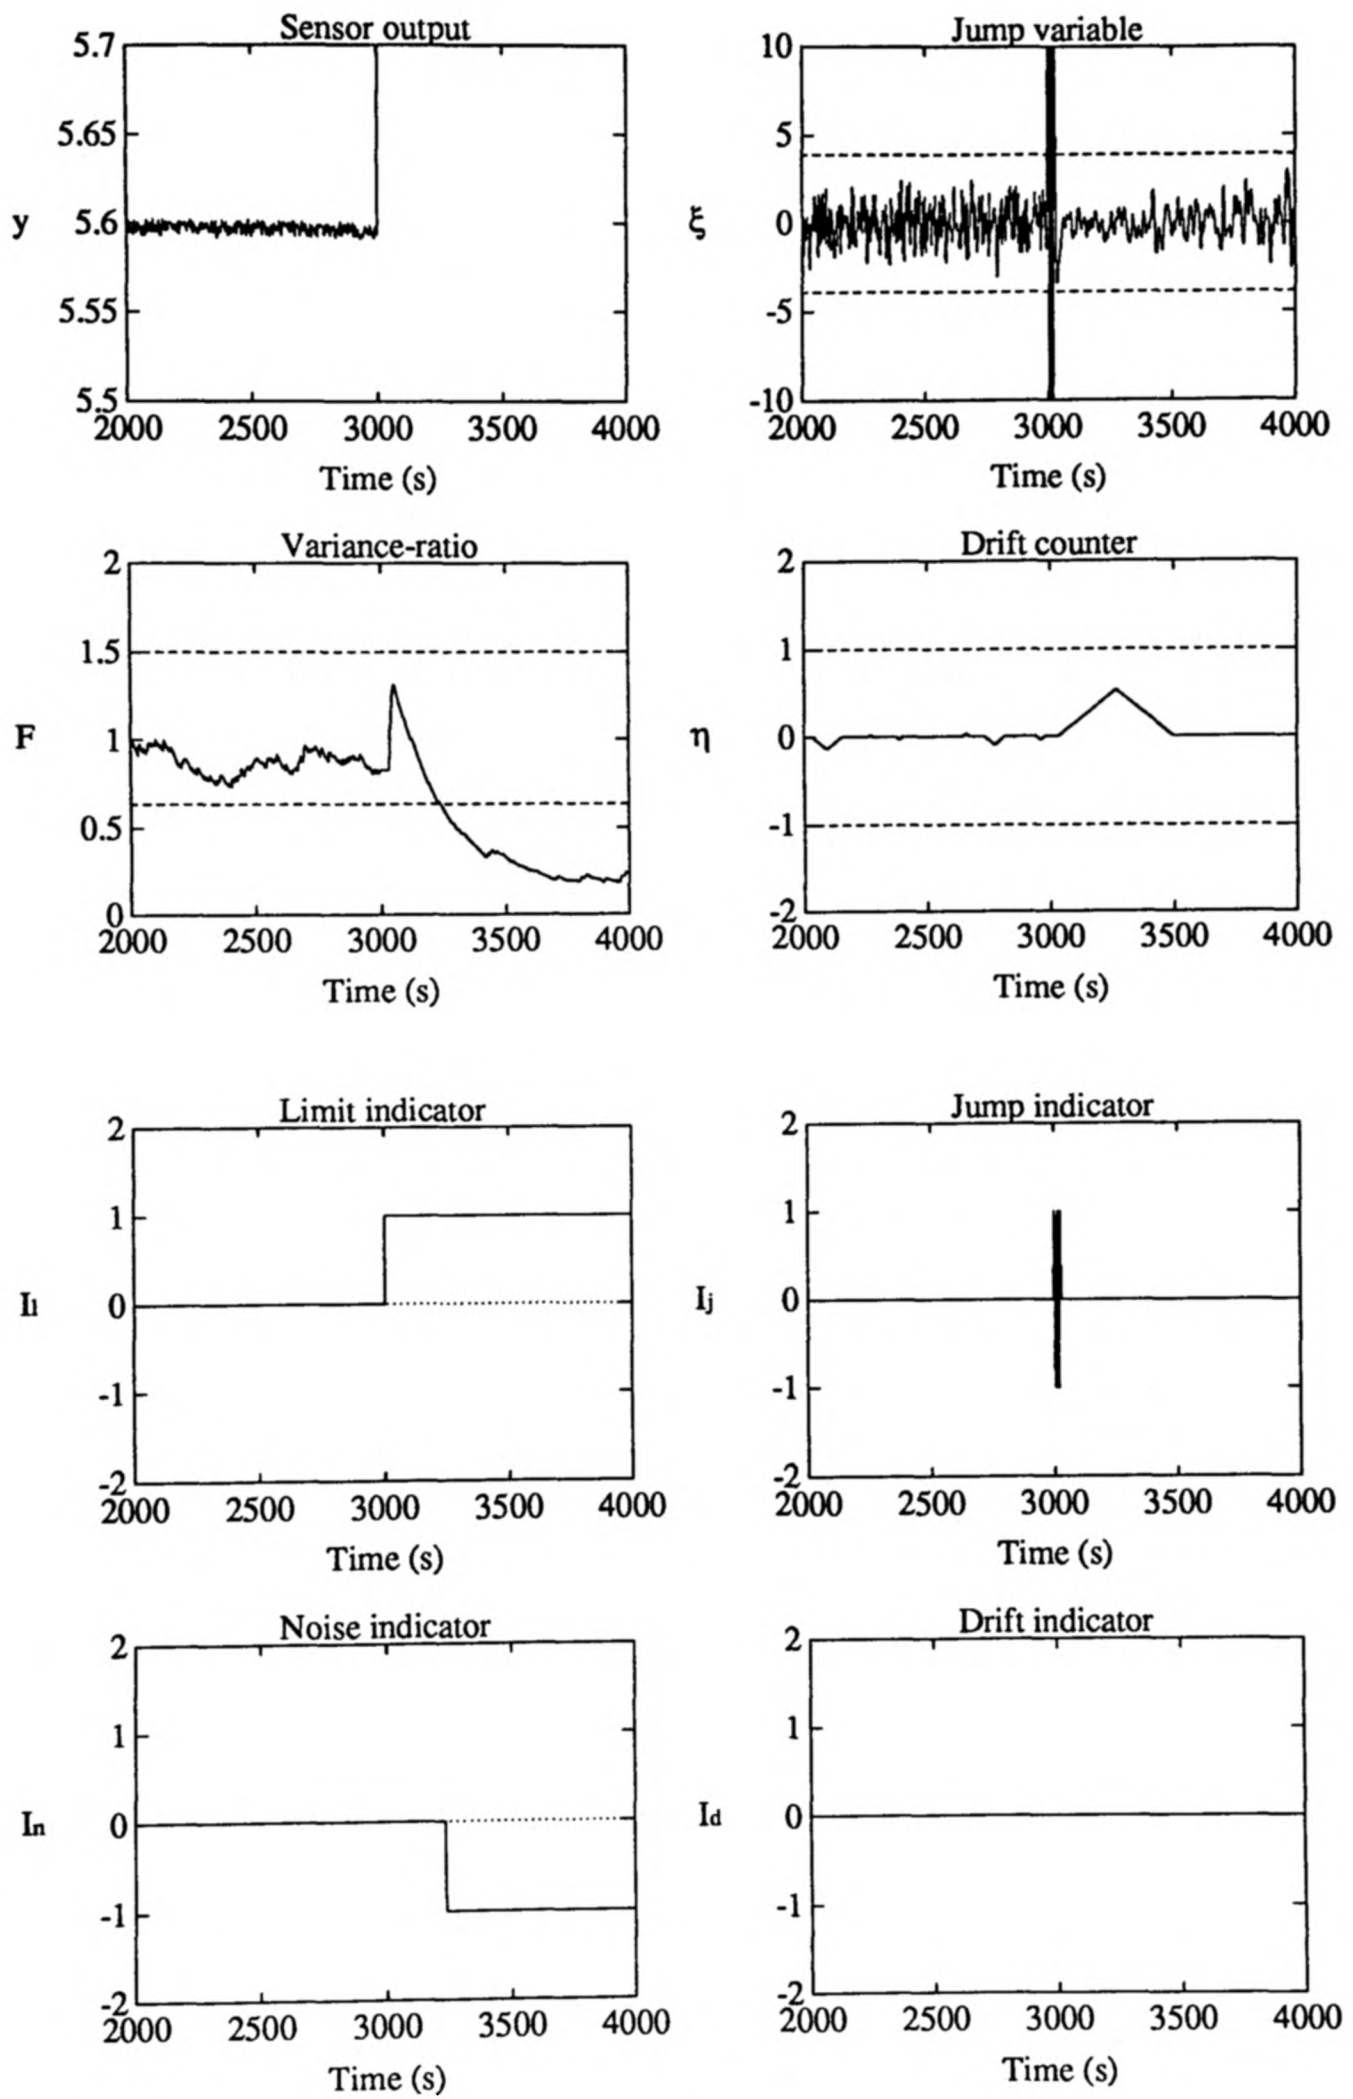 Sensor output
5.7
5.65
y 5.6
5.55
5.5
2000 2500 3000 3500 4000
Time (s)
Jump variable
10
5
ξ 0
-5
-10
2000 2500 3000 3500 4000
Time (s)
Variance-ratio
2
1.5
F 1
0.5
0
2000 2500 3000 3500 4000
Time (s)
Drift counter
2
1
η 0
-1
-2
2000 2500 3000 3500 4000
Time (s)
Limit indicator
2
1
Il 0
-1
-2
2000 2500 3000 3500 4000
Time (s)
Jump indicator
2
1
Ij 0
-1
-2
2000 2500 3000 3500 4000
Time (s)
Noise indicator
2
1
In 0
-1
-2
2000 2500 3000 3500 4000
Time (s)
Drift indicator
2
1
Id 0
-1
-2
2000 2500 3000 3500 4000
Time (s)